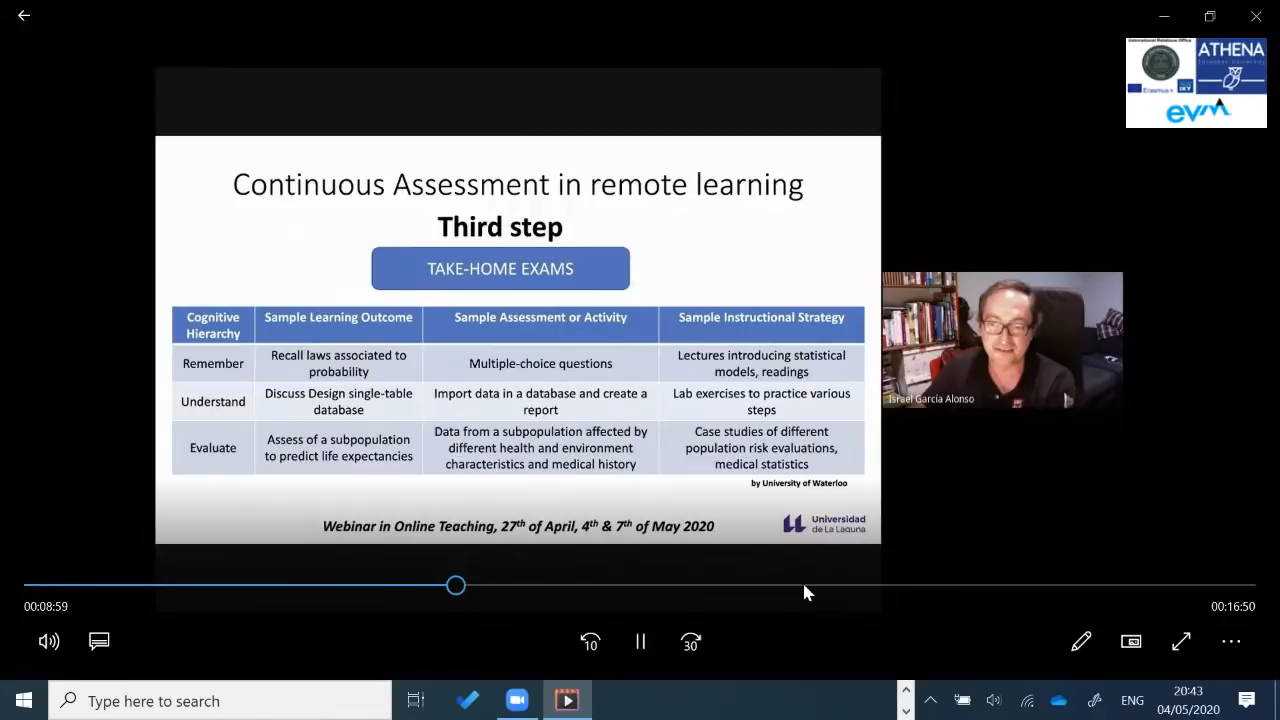 International Relations Office
ATHENA
Erasmus+
IKY
evm
Continuous Assessment in remote learning
Third step
TAKE-HOME EXAMS
Cognitive Hierarchy
Sample Learning Outcome
Sample Assessment or Activity
Sample Instructional Strategy
Remember
Recall laws associated to
probability
Multiple-choice questions
Lectures introducing statistical
models, readings
Understand
Discuss Design single-table
database
Import data in a database and create a
report
Lab exercises to practice various
steps
Evaluate
Assess of a subpopulation
to predict life expectancies
Data from a subpopulation affected by
different health and environment
characteristics and medical history
Case studies of different
population risk evaluations,
medical statistics
by University of Waterloo
Webinar in Online Teaching, 27th of April, 4th & 7th of May 2020
Universidad
de La Laguna
Israel García Alonso
00:08:59
00:16:50
10
30
Type here to search
ENG
20:43
04/05/2020